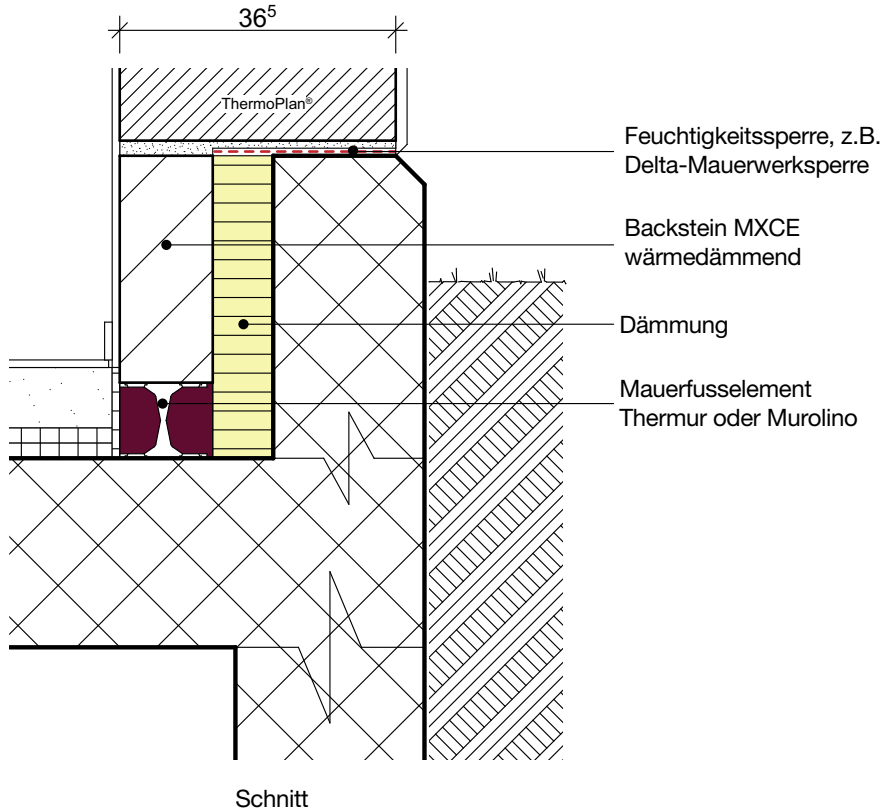 36⁵
ThermoPlan®
Feuchtigkeitssperre, z.B.
Delta-Mauerwerksperre
Backstein MXCE
wärmedämmend
Dämmung
Mauerfusselement
Thermur oder Murolino
Schnitt